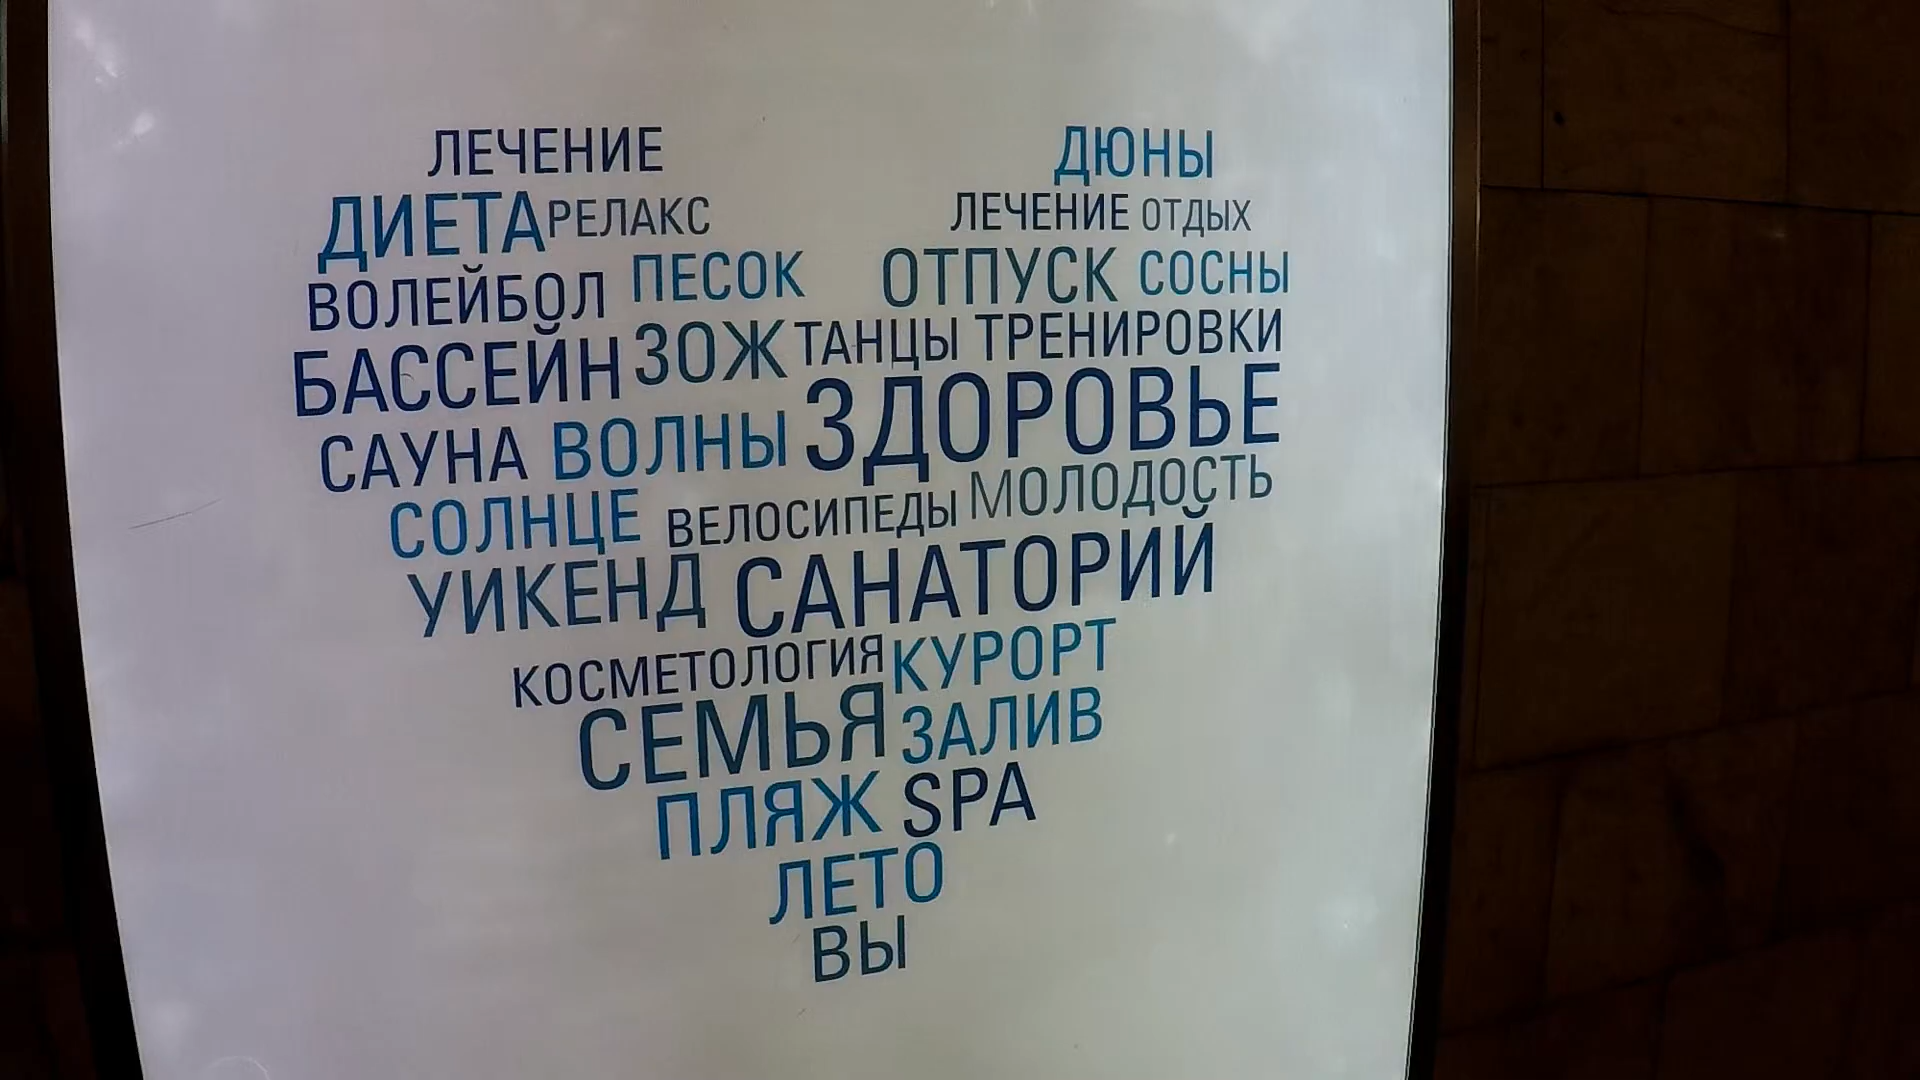 ЛЕЧЕНИЕ ДЮНЫ
ДИЕТА РЕЛАКС ЛЕЧЕНИЕ ОТДЫХ
ВОЛЕЙБОЛ ПЕСОК ОТПУСК СОСНЫ
БАССЕЙН ЗОЖ ТАНЦЫ ТРЕНИРОВКИ
САУНА ВОЛНЫ ЗДОРОВЬЕ
СОЛНЦЕ ВЕЛОСИПЕДЫ МОЛОДОСТЬ
УИКЕНД САНАТОРИЙ
КОСМЕТОЛОГИЯ КУРОРТ
СЕМЬЯ ЗАЛИВ
ПЛЯЖ SPA
ЛЕТО
ВЫ